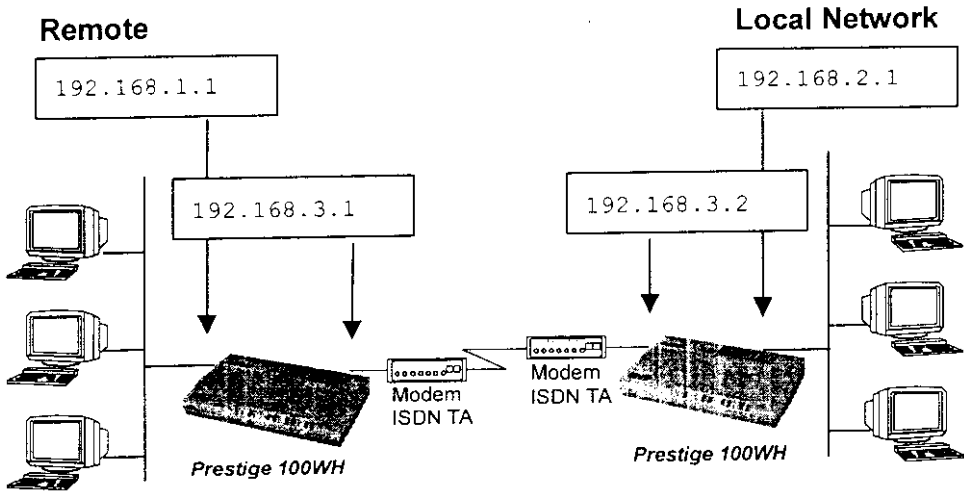 Remote
Local Network
192.168.1.1
192.168.2.1
192.168.3.1
192.168.3.2
Modem
ISDN TA
Modem
ISDN TA
Prestige 100WH
Prestige 100WH